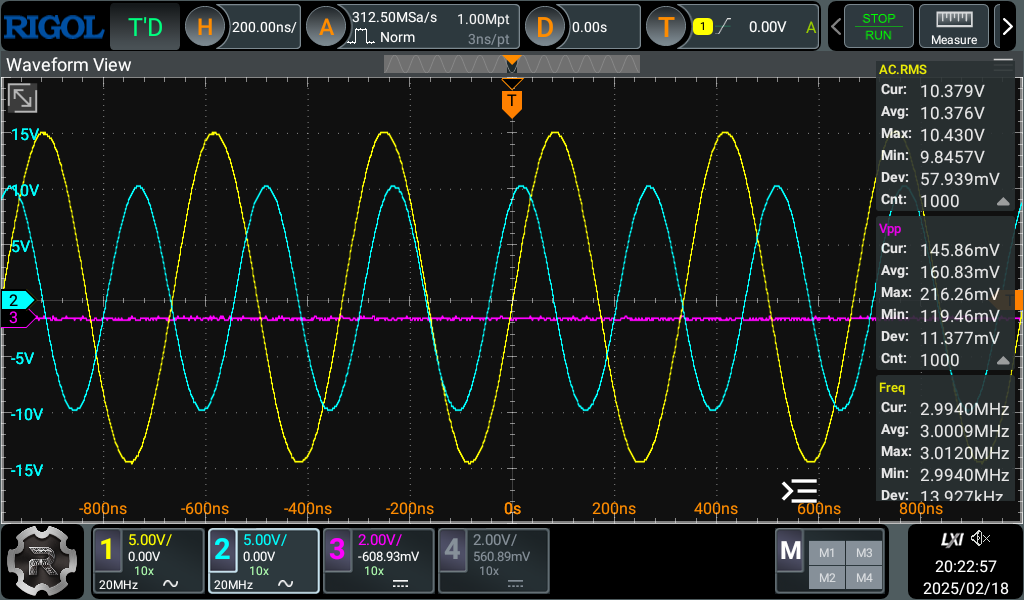 RIGOL T'D H 200.00ns/ A 312.50MSa/s 1.00Mpt Norm 3ns/pt D 0.00s T 1 0.00V A STOP RUN Measure
Waveform View
AC.RMS
Cur: 10.379V
Avg: 10.376V
Max: 10.430V
Min: 9.8457V
Dev: 57.939mV
Cnt: 1000
Vpp
Cur: 145.86mV
Avg: 160.83mV
Max: 216.26mV
Min: 119.46mV
Dev: 11.377mV
Cnt: 1000
Freq
Cur: 2.9940MHz
Avg: 3.0009MHz
Max: 3.0120MHz
Min: 2.9940MHz
Dev: 13.927kHz
T
15V
10V
5V
2
3
-5V
-10V
-15V
-800ns -600ns -400ns -200ns 0s 200ns 400ns 600ns 800ns
1 5.00V/ 0.00V 10x 20MHz
2 5.00V/ 0.00V 10x 20MHz
3 2.00V/ -608.93mV 10x
4 2.00V/ 560.89mV 10x
M M1 M3 M2 M4
LXI
20:22:57
2025/02/18
R